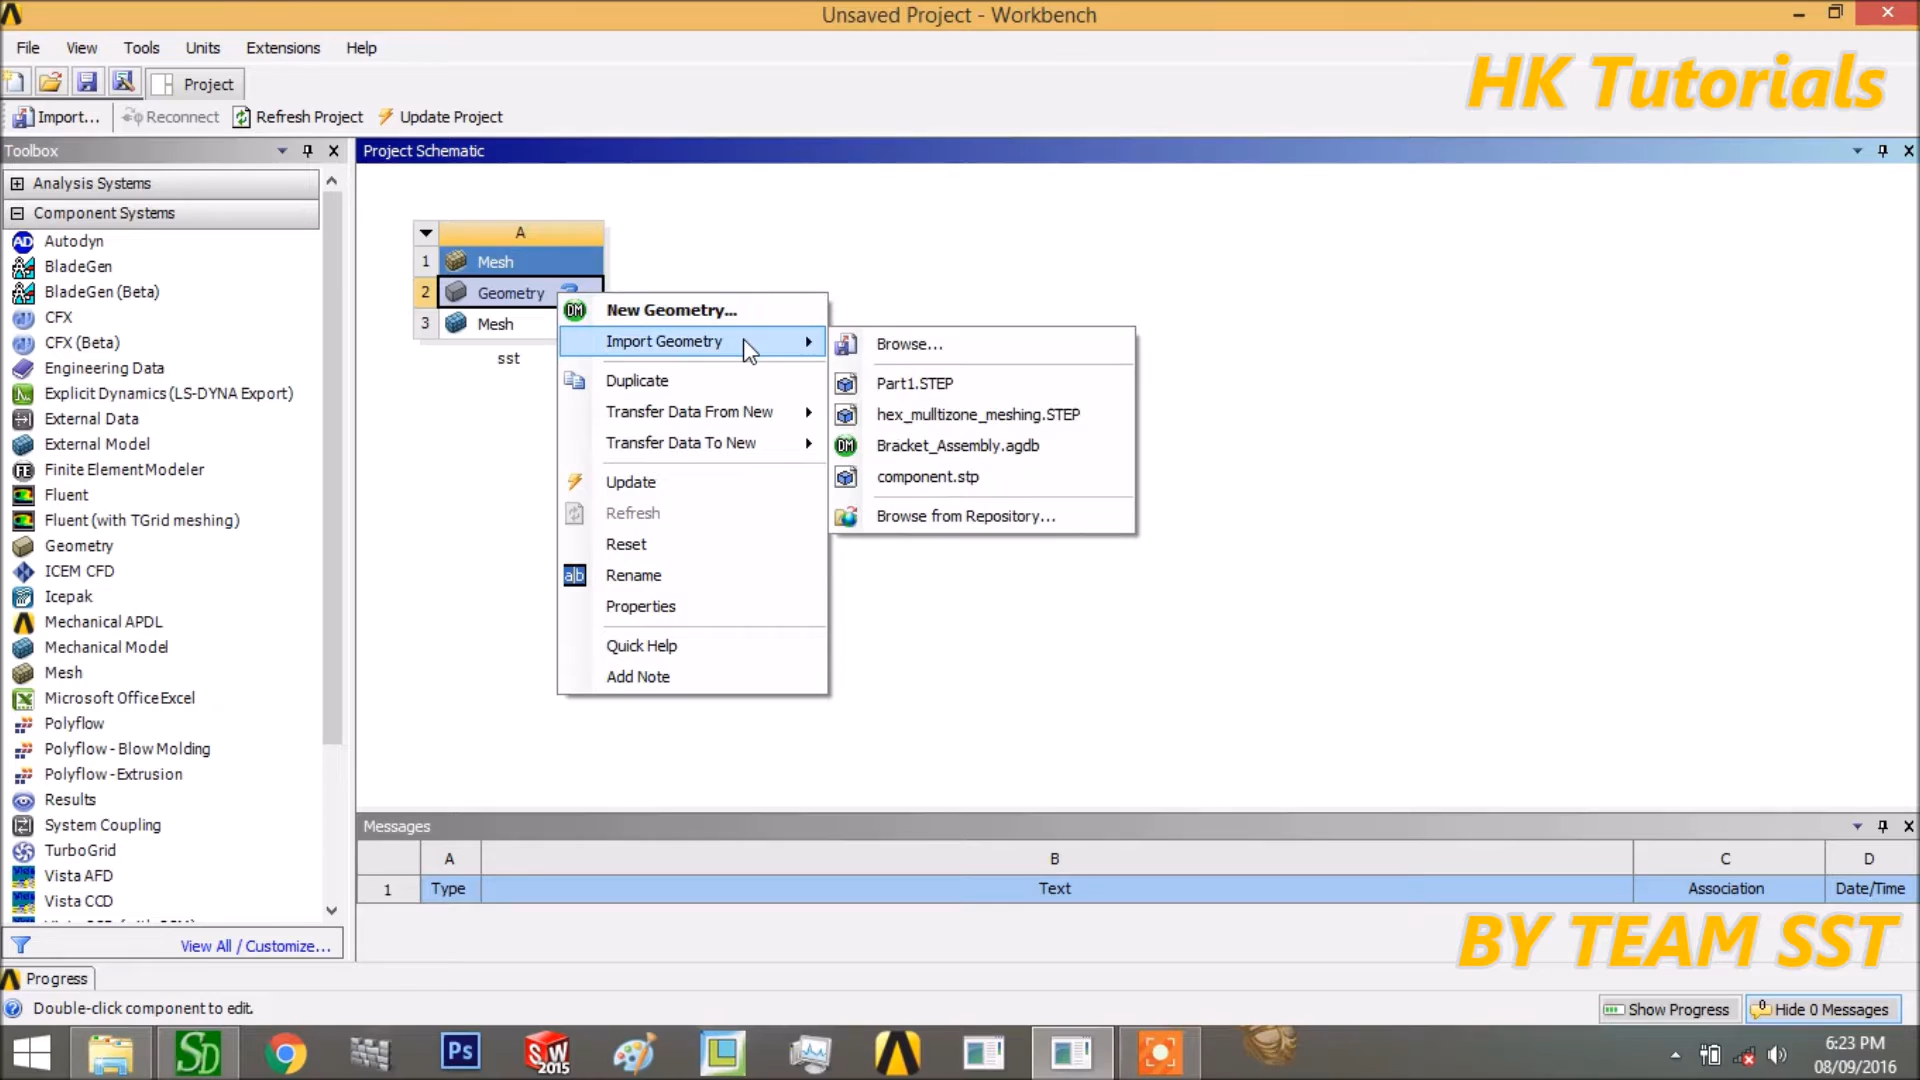 Unsaved Project - Workbench
File View Tools Units Extensions Help
HK Tutorials
Project
Import... Reconnect Refresh Project Update Project
Toolbox
Project Schematic
Analysis Systems
Component Systems
Autodyn
BladeGen
BladeGen (Beta)
CFX
CFX (Beta)
Engineering Data
Explicit Dynamics (LS-DYNA Export)
External Data
External Model
Finite Element Modeler
Fluent
Fluent (with TGrid meshing)
Geometry
ICEM CFD
Icepak
Mechanical APDL
Mechanical Model
Mesh
Microsoft Office Excel
Polyflow
Polyflow - Blow Molding
Polyflow - Extrusion
Results
System Coupling
TurboGrid
Vista AFD
Vista CCD
View All / Customize...
A
1 Mesh
2 Geometry
3 Mesh
sst
New Geometry...
Import Geometry
Duplicate
Transfer Data From New
Transfer Data To New
Update
Refresh
Reset
Rename
Properties
Quick Help
Add Note
Browse...
Part1.STEP
hex_mulltizone_meshing.STEP
Bracket_Assembly.agdb
component.stp
Browse from Repository...
Messages
A B C D
1 Type Text Association Date/Time
BY TEAM SST
Progress
Double-click component to edit.
Show Progress Hide 0 Messages
6:23 PM
08/09/2016